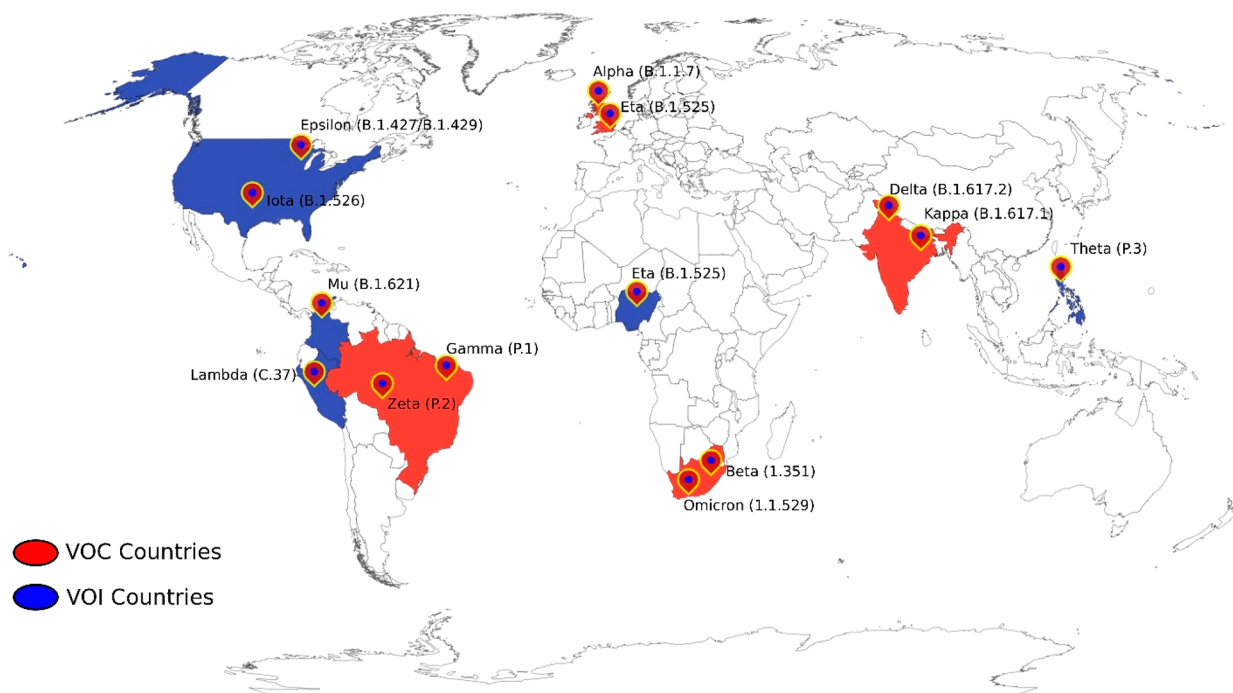 Alpha (B.1.1.7)
Eta (B.1.525)
Epsilon (B.1.427/B.1.429)
Iota (B.1.526)
Delta (B.1.617.2)
Kappa (B.1.617.1)
Theta (P.3)
Eta (B.1.525)
Mu (B.1.621)
Gamma (P.1)
Lambda (C.37)
Zeta (P.2)
Beta (1.351)
Omicron (1.1.529)
VOC Countries
VOI Countries